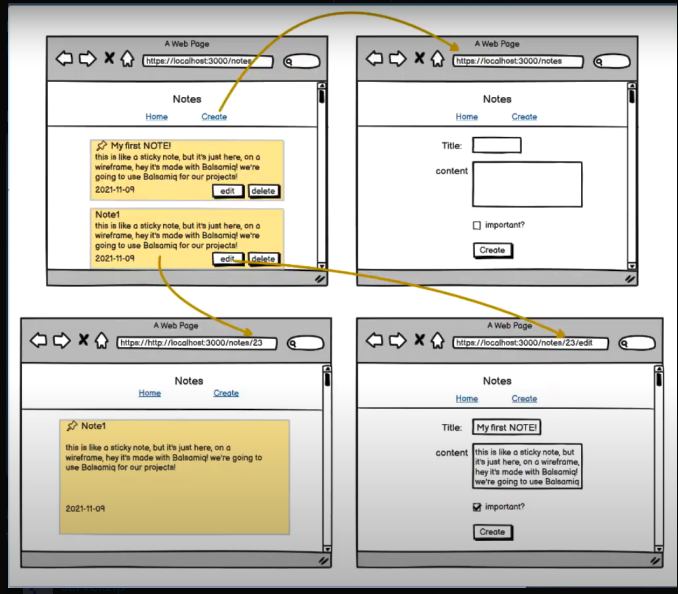 A Web Page
https://localhost:3000/notes
Notes
Home Create
My first NOTE!
this is like a sticky note, but it's just here, on a
wireframe, hey it's made with Balsamiq! we're
going to use Balsamiq for our projects!
2021-11-09 edit delete
Note1
this is like a sticky note, but it's just here, on a
wireframe, hey it's made with Balsamiq! we're
going to use Balsamiq for our projects!
2021-11-09 edit delete
A Web Page
https://localhost:3000/notes
Notes
Home Create
Title:
content
important?
Create
A Web Page
https://http://localhost:3000/notes/23
Notes
Home Create
Note1
this is like a sticky note, but it's just here, on a
wireframe, hey it's made with Balsamiq! we're going to
use Balsamiq for our projects!
2021-11-09
A Web Page
https://localhost:3000/notes/23/edit
Notes
Home Create
Title: My first NOTE!
content this is like a sticky note, but
it's just here, on a wireframe,
hey it's made with Balsamiq!
we're going to use Balsamiq
important?
Create